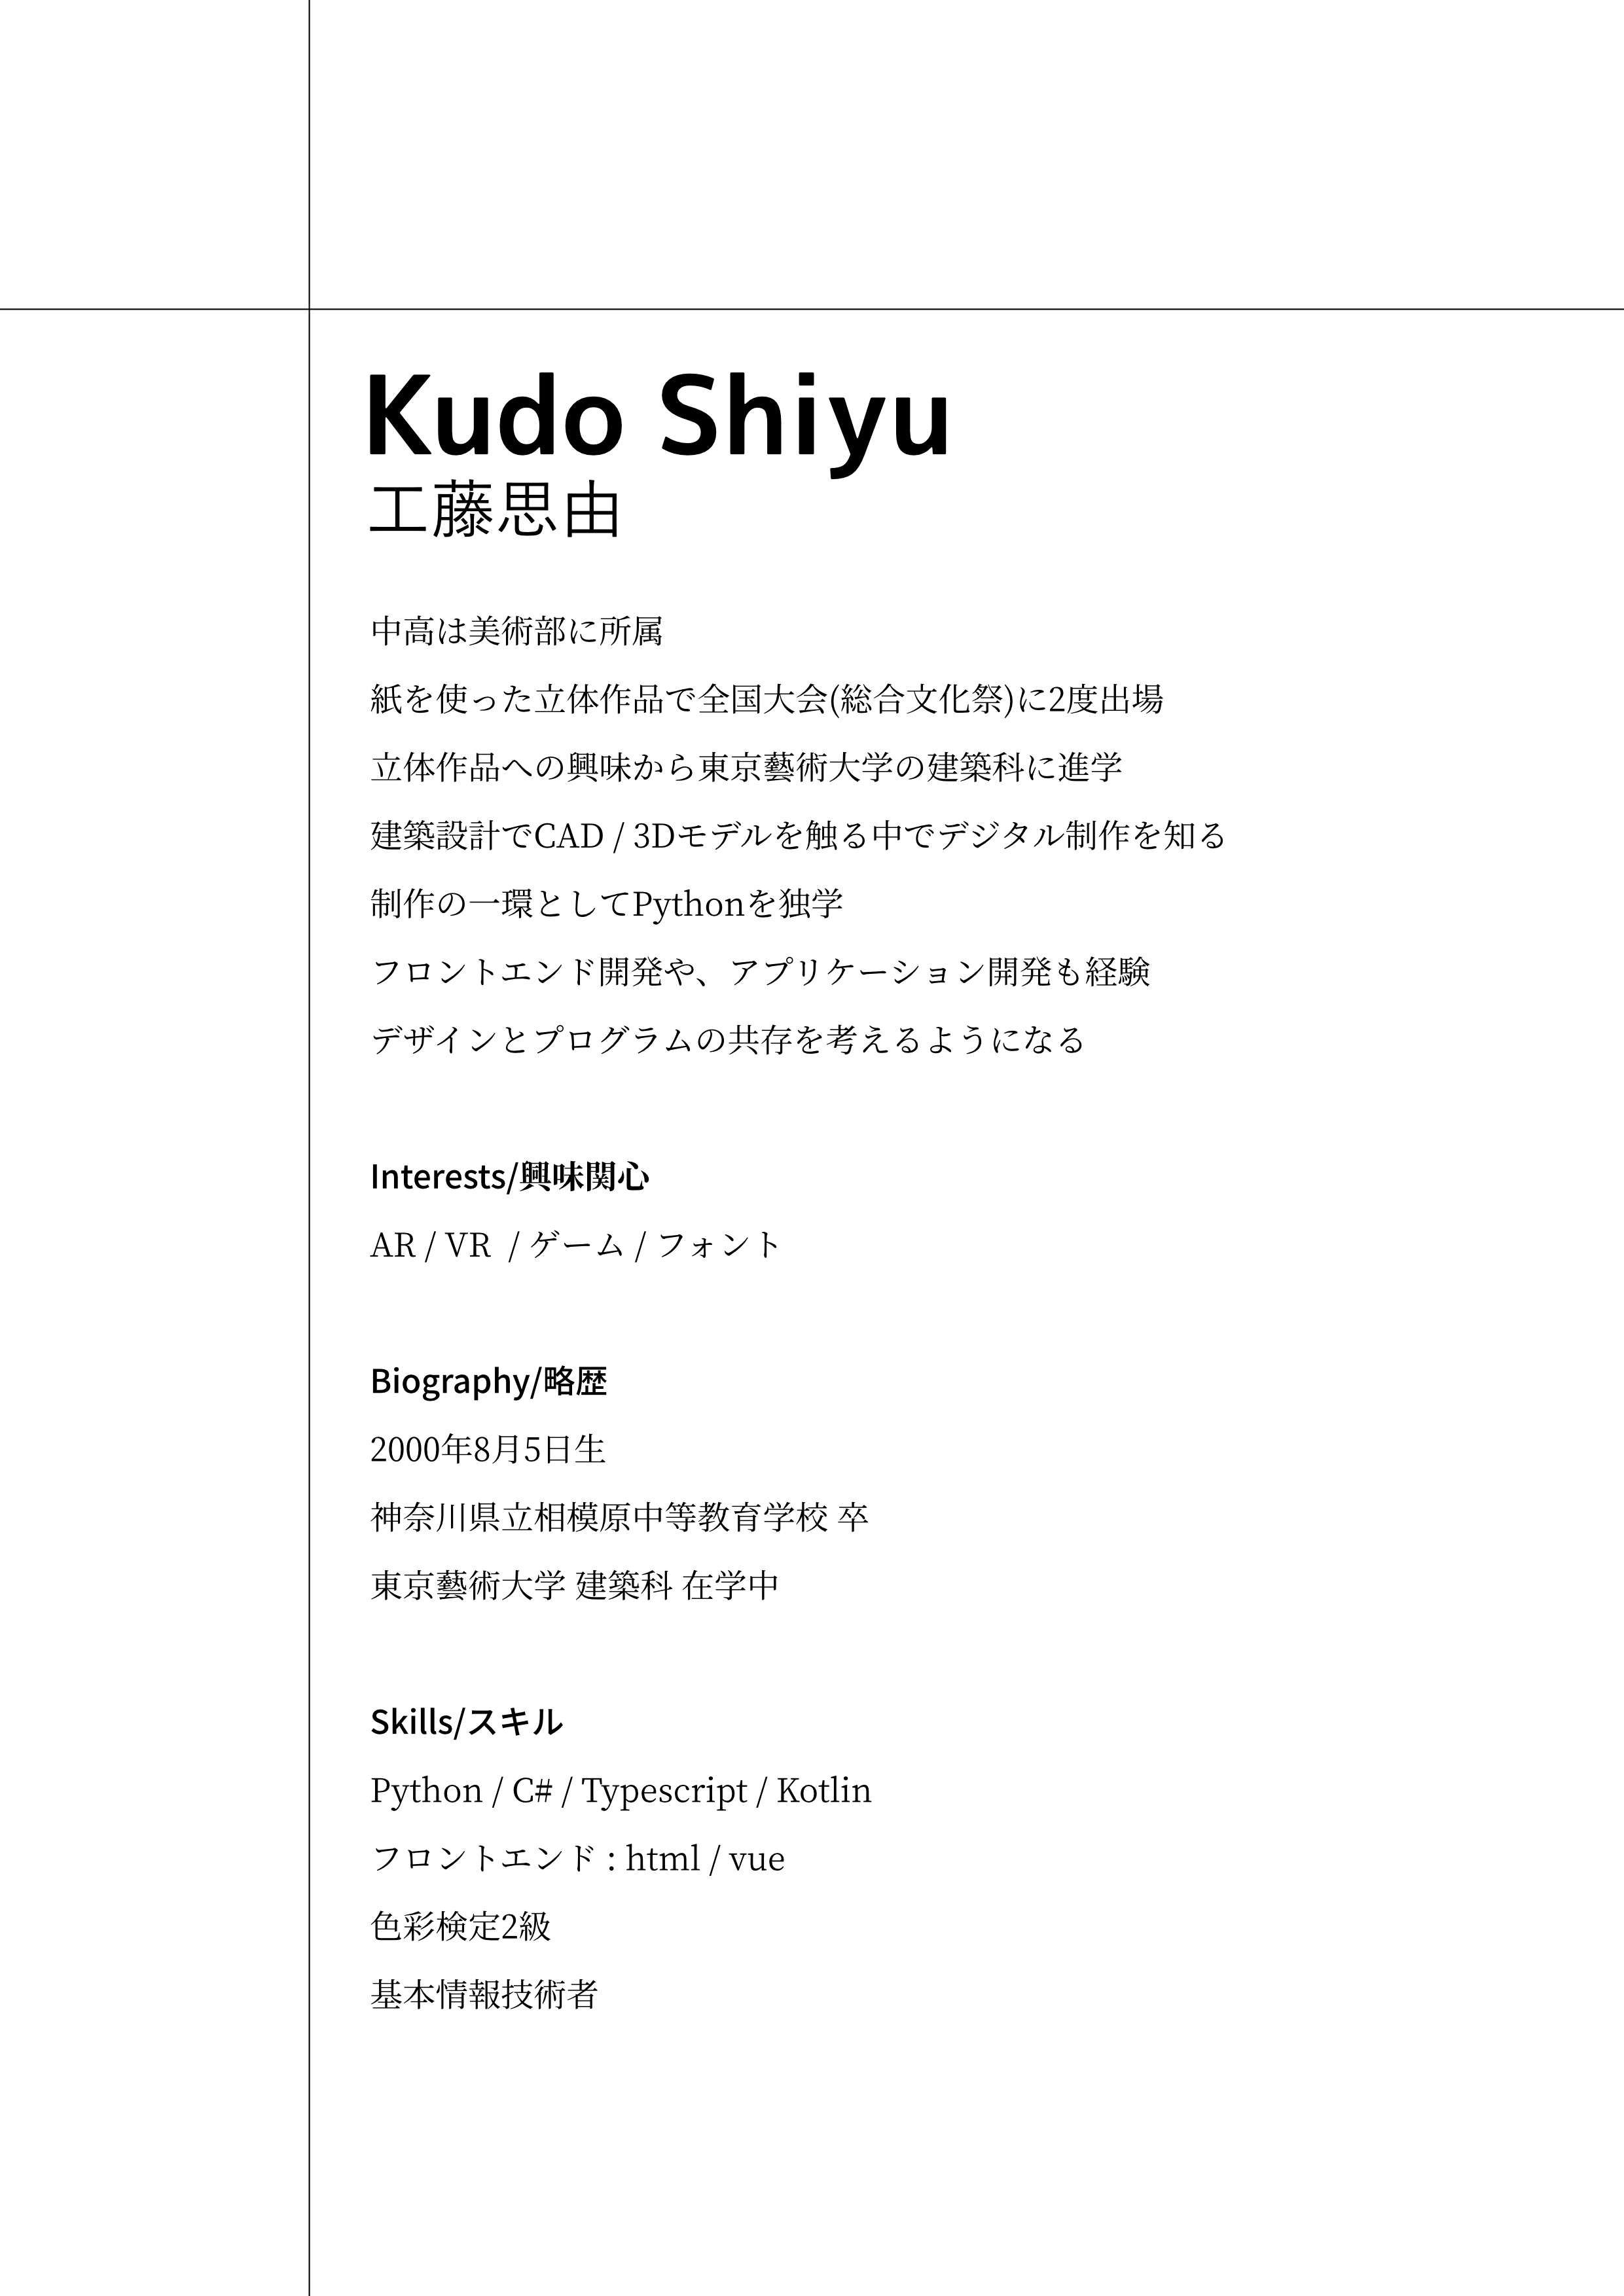 Kudo Shiyu
工藤思由
中高は美術部に所属
紙を使った立体作品で全国大会(総合文化祭)に2度出場
立体作品への興味から東京藝術大学の建築科に進学
建築設計でCAD / 3Dモデルを触る中でデジタル制作を知る
制作の一環としてPythonを独学
フロントエンド開発や、アプリケーション開発も経験
デザインとプログラムの共存を考えるようになる
Interests/興味関心
AR / VR / ゲーム / フォント
Biography/略歴
2000年8月5日生
神奈川県立相模原中等教育学校 卒
東京藝術大学 建築科 在学中
Skills/スキル
Python / C# / Typescript / Kotlin
フロントエンド : html / vue
色彩検定2級
基本情報技術者